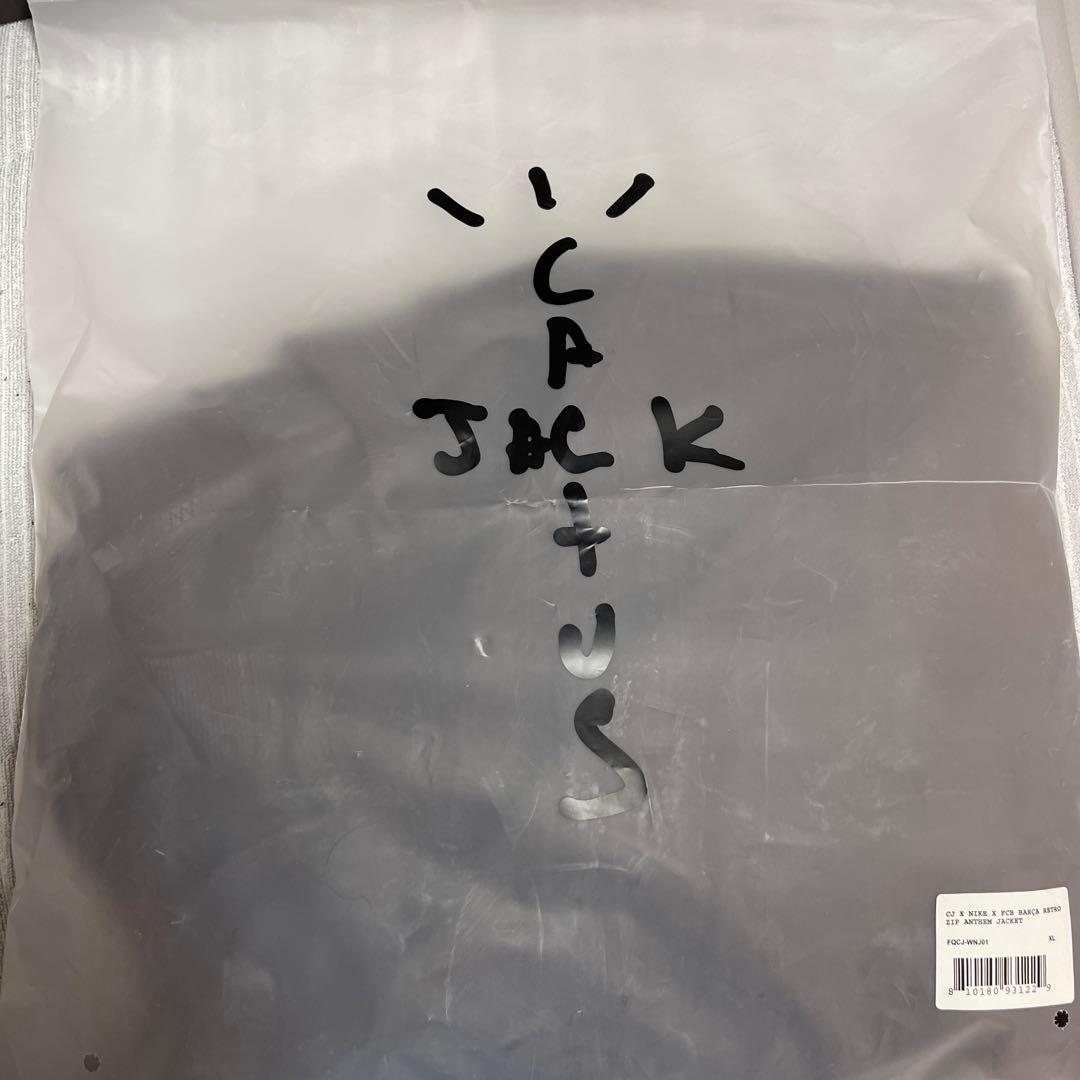 CACTUS
JACK
CJ X NIKE X FCB BARÇA RETRO
ZIP ANTHEM JACKET
FQCJ-WNJ01 XL
8 10180 93122 9